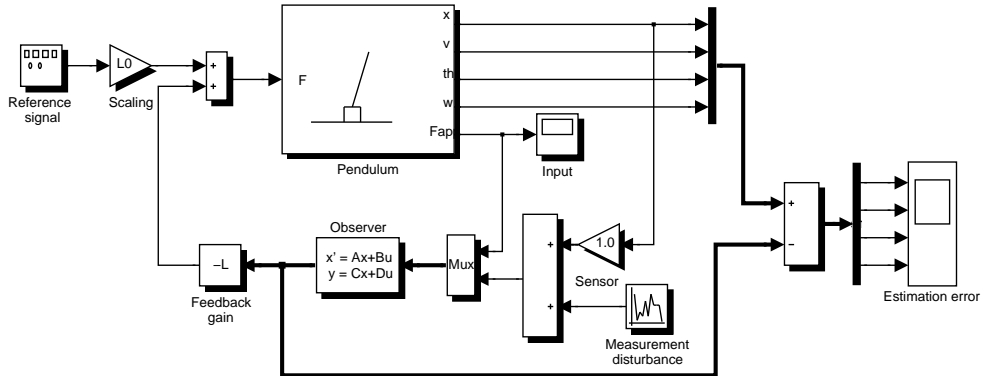 x
v
th
w
Fap
F
Pendulum
L0
Scaling
Reference
signal
+
+
Input
Observer
x' = Ax+Bu
y = Cx+Du
Mux
+
+
1.0
Sensor
Measurement
disturbance
−L
Feedback
gain
+
−
Estimation error